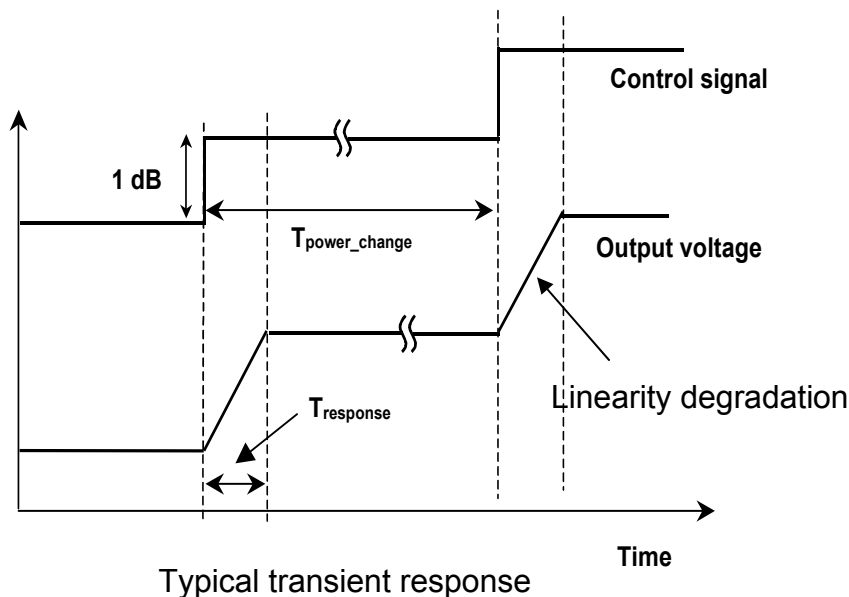 Control signal
1 dB
Tpower_change
Output voltage
Tresponse
Linearity degradation
Time
Typical transient response